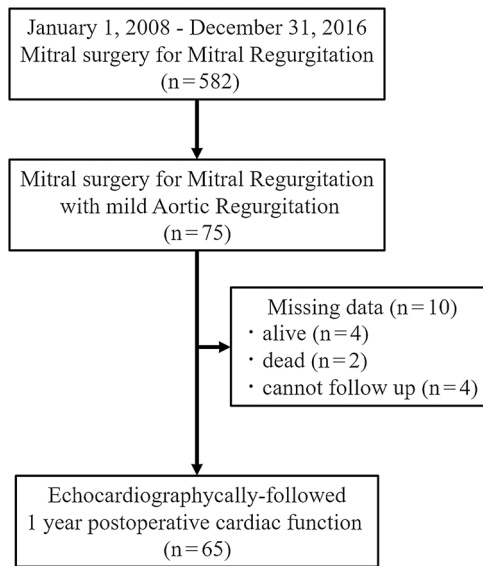 January 1, 2008 - December 31, 2016
Mitral surgery for Mitral Regurgitation
(n=582)
Mitral surgery for Mitral Regurgitation
with mild Aortic Regurgitation
(n=75)
Missing data (n=10)
・alive (n=4)
・dead (n=2)
・cannot follow up (n=4)
Echocardiographycally-followed
1 year postoperative cardiac function
(n=65)